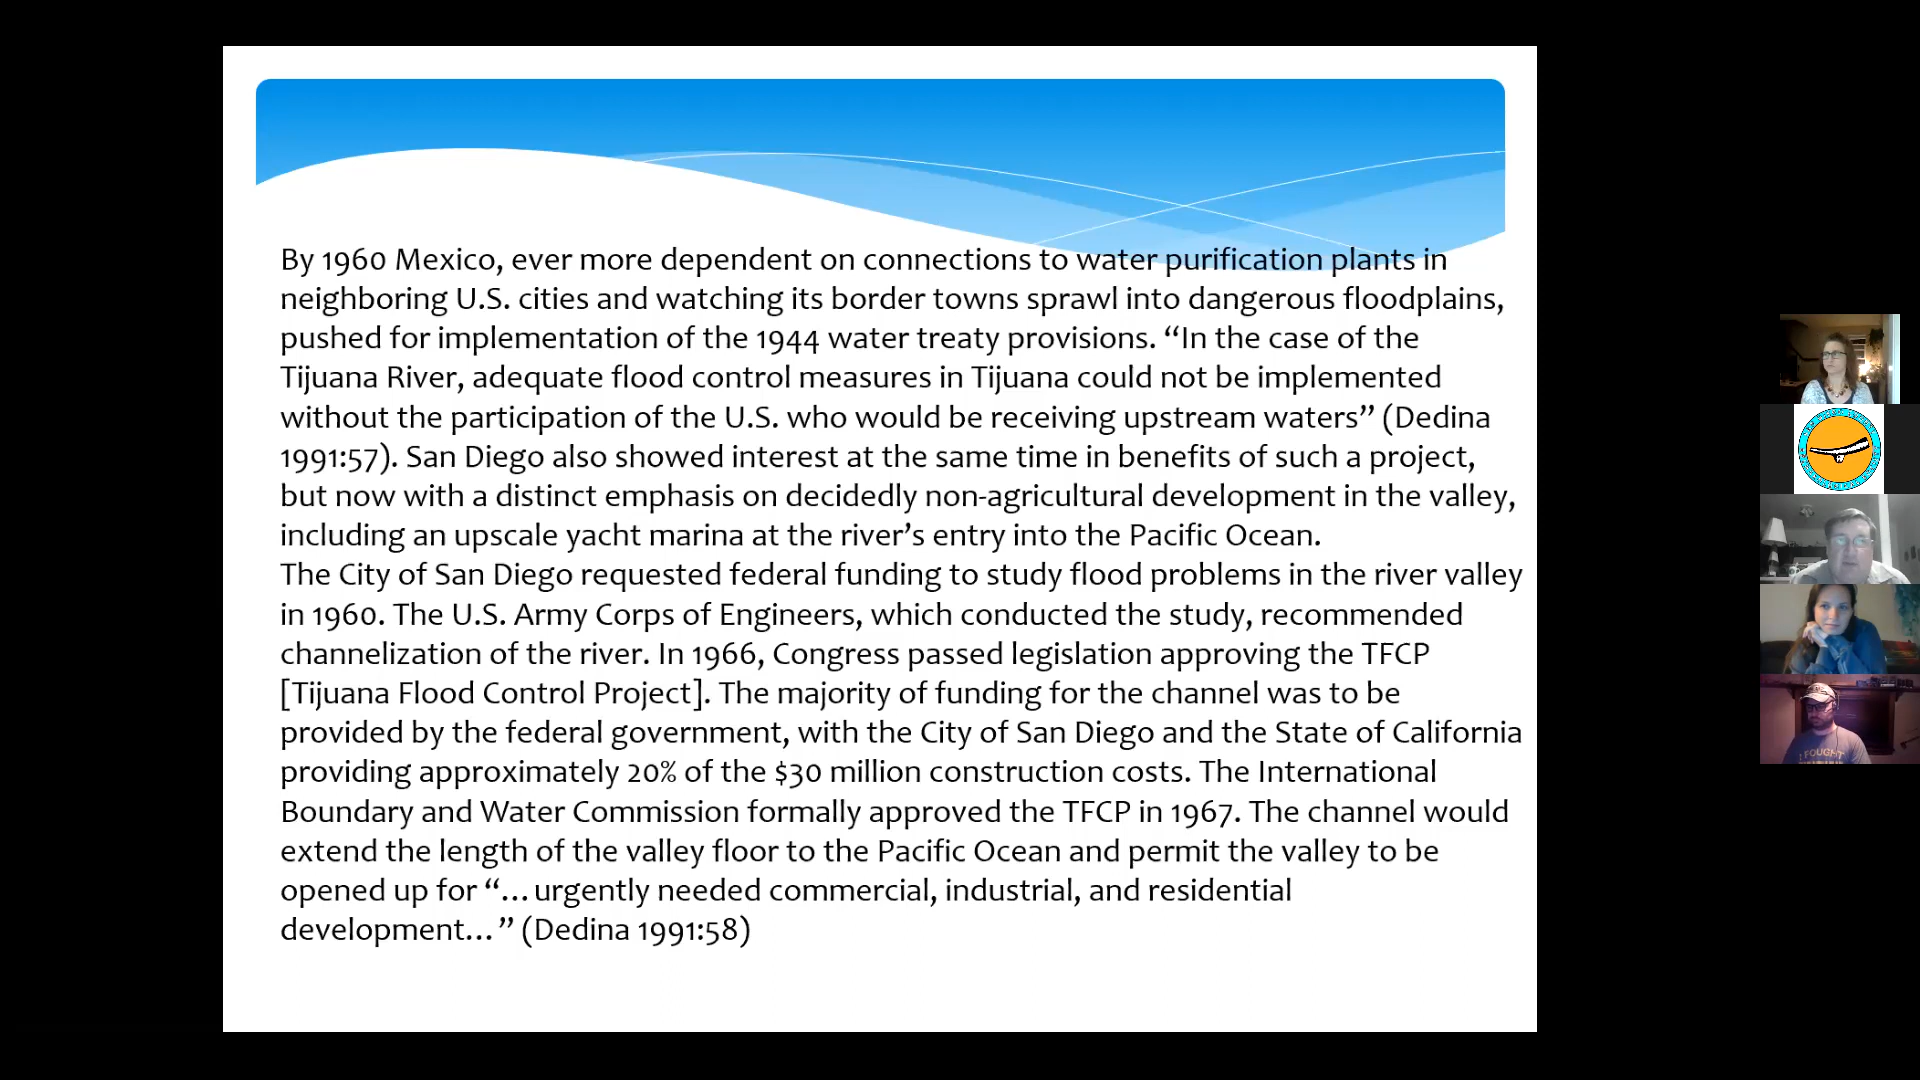 By 1960 Mexico, ever more dependent on connections to water purification plants in
neighboring U.S. cities and watching its border towns sprawl into dangerous floodplains,
pushed for implementation of the 1944 water treaty provisions. “In the case of the
Tijuana River, adequate flood control measures in Tijuana could not be implemented
without the participation of the U.S. who would be receiving upstream waters” (Dedina
1991:57). San Diego also showed interest at the same time in benefits of such a project,
but now with a distinct emphasis on decidedly non-agricultural development in the valley,
including an upscale yacht marina at the river’s entry into the Pacific Ocean.
The City of San Diego requested federal funding to study flood problems in the river valley
in 1960. The U.S. Army Corps of Engineers, which conducted the study, recommended
channelization of the river. In 1966, Congress passed legislation approving the TFCP
[Tijuana Flood Control Project]. The majority of funding for the channel was to be
provided by the federal government, with the City of San Diego and the State of California
providing approximately 20% of the $30 million construction costs. The International
Boundary and Water Commission formally approved the TFCP in 1967. The channel would
extend the length of the valley floor to the Pacific Ocean and permit the valley to be
opened up for “…urgently needed commercial, industrial, and residential
development…” (Dedina 1991:58)
FOUGHT